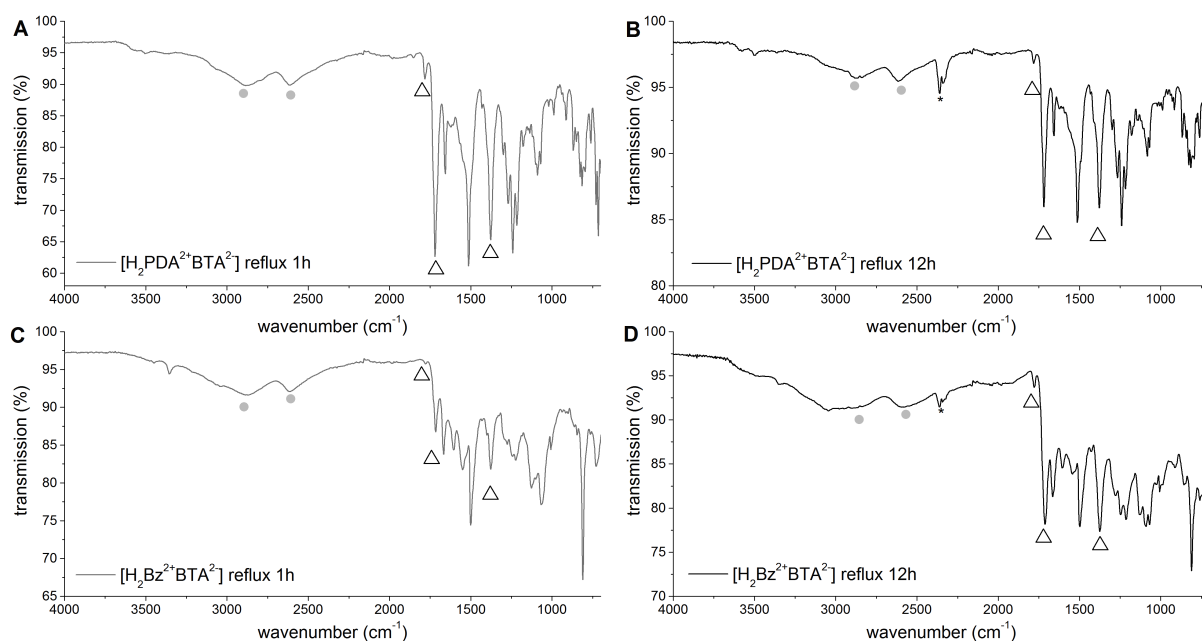 A
100
95
90
85
80
75
70
65
60
transmission (%)
[H₂PDA²⁺BTA²⁻] reflux 1h
4000 3500 3000 2500 2000 1500 1000
wavenumber (cm⁻¹)
B
100
95
90
85
80
transmission (%)
*
[H₂PDA²⁺BTA²⁻] reflux 12h
4000 3500 3000 2500 2000 1500 1000
wavenumber (cm⁻¹)
C
100
95
90
85
80
75
70
65
transmission (%)
[H₂Bz²⁺BTA²⁻] reflux 1h
4000 3500 3000 2500 2000 1500 1000
wavenumber (cm⁻¹)
D
100
95
90
85
80
75
70
transmission (%)
*
[H₂Bz²⁺BTA²⁻] reflux 12h
4000 3500 3000 2500 2000 1500 1000
wavenumber (cm⁻¹)